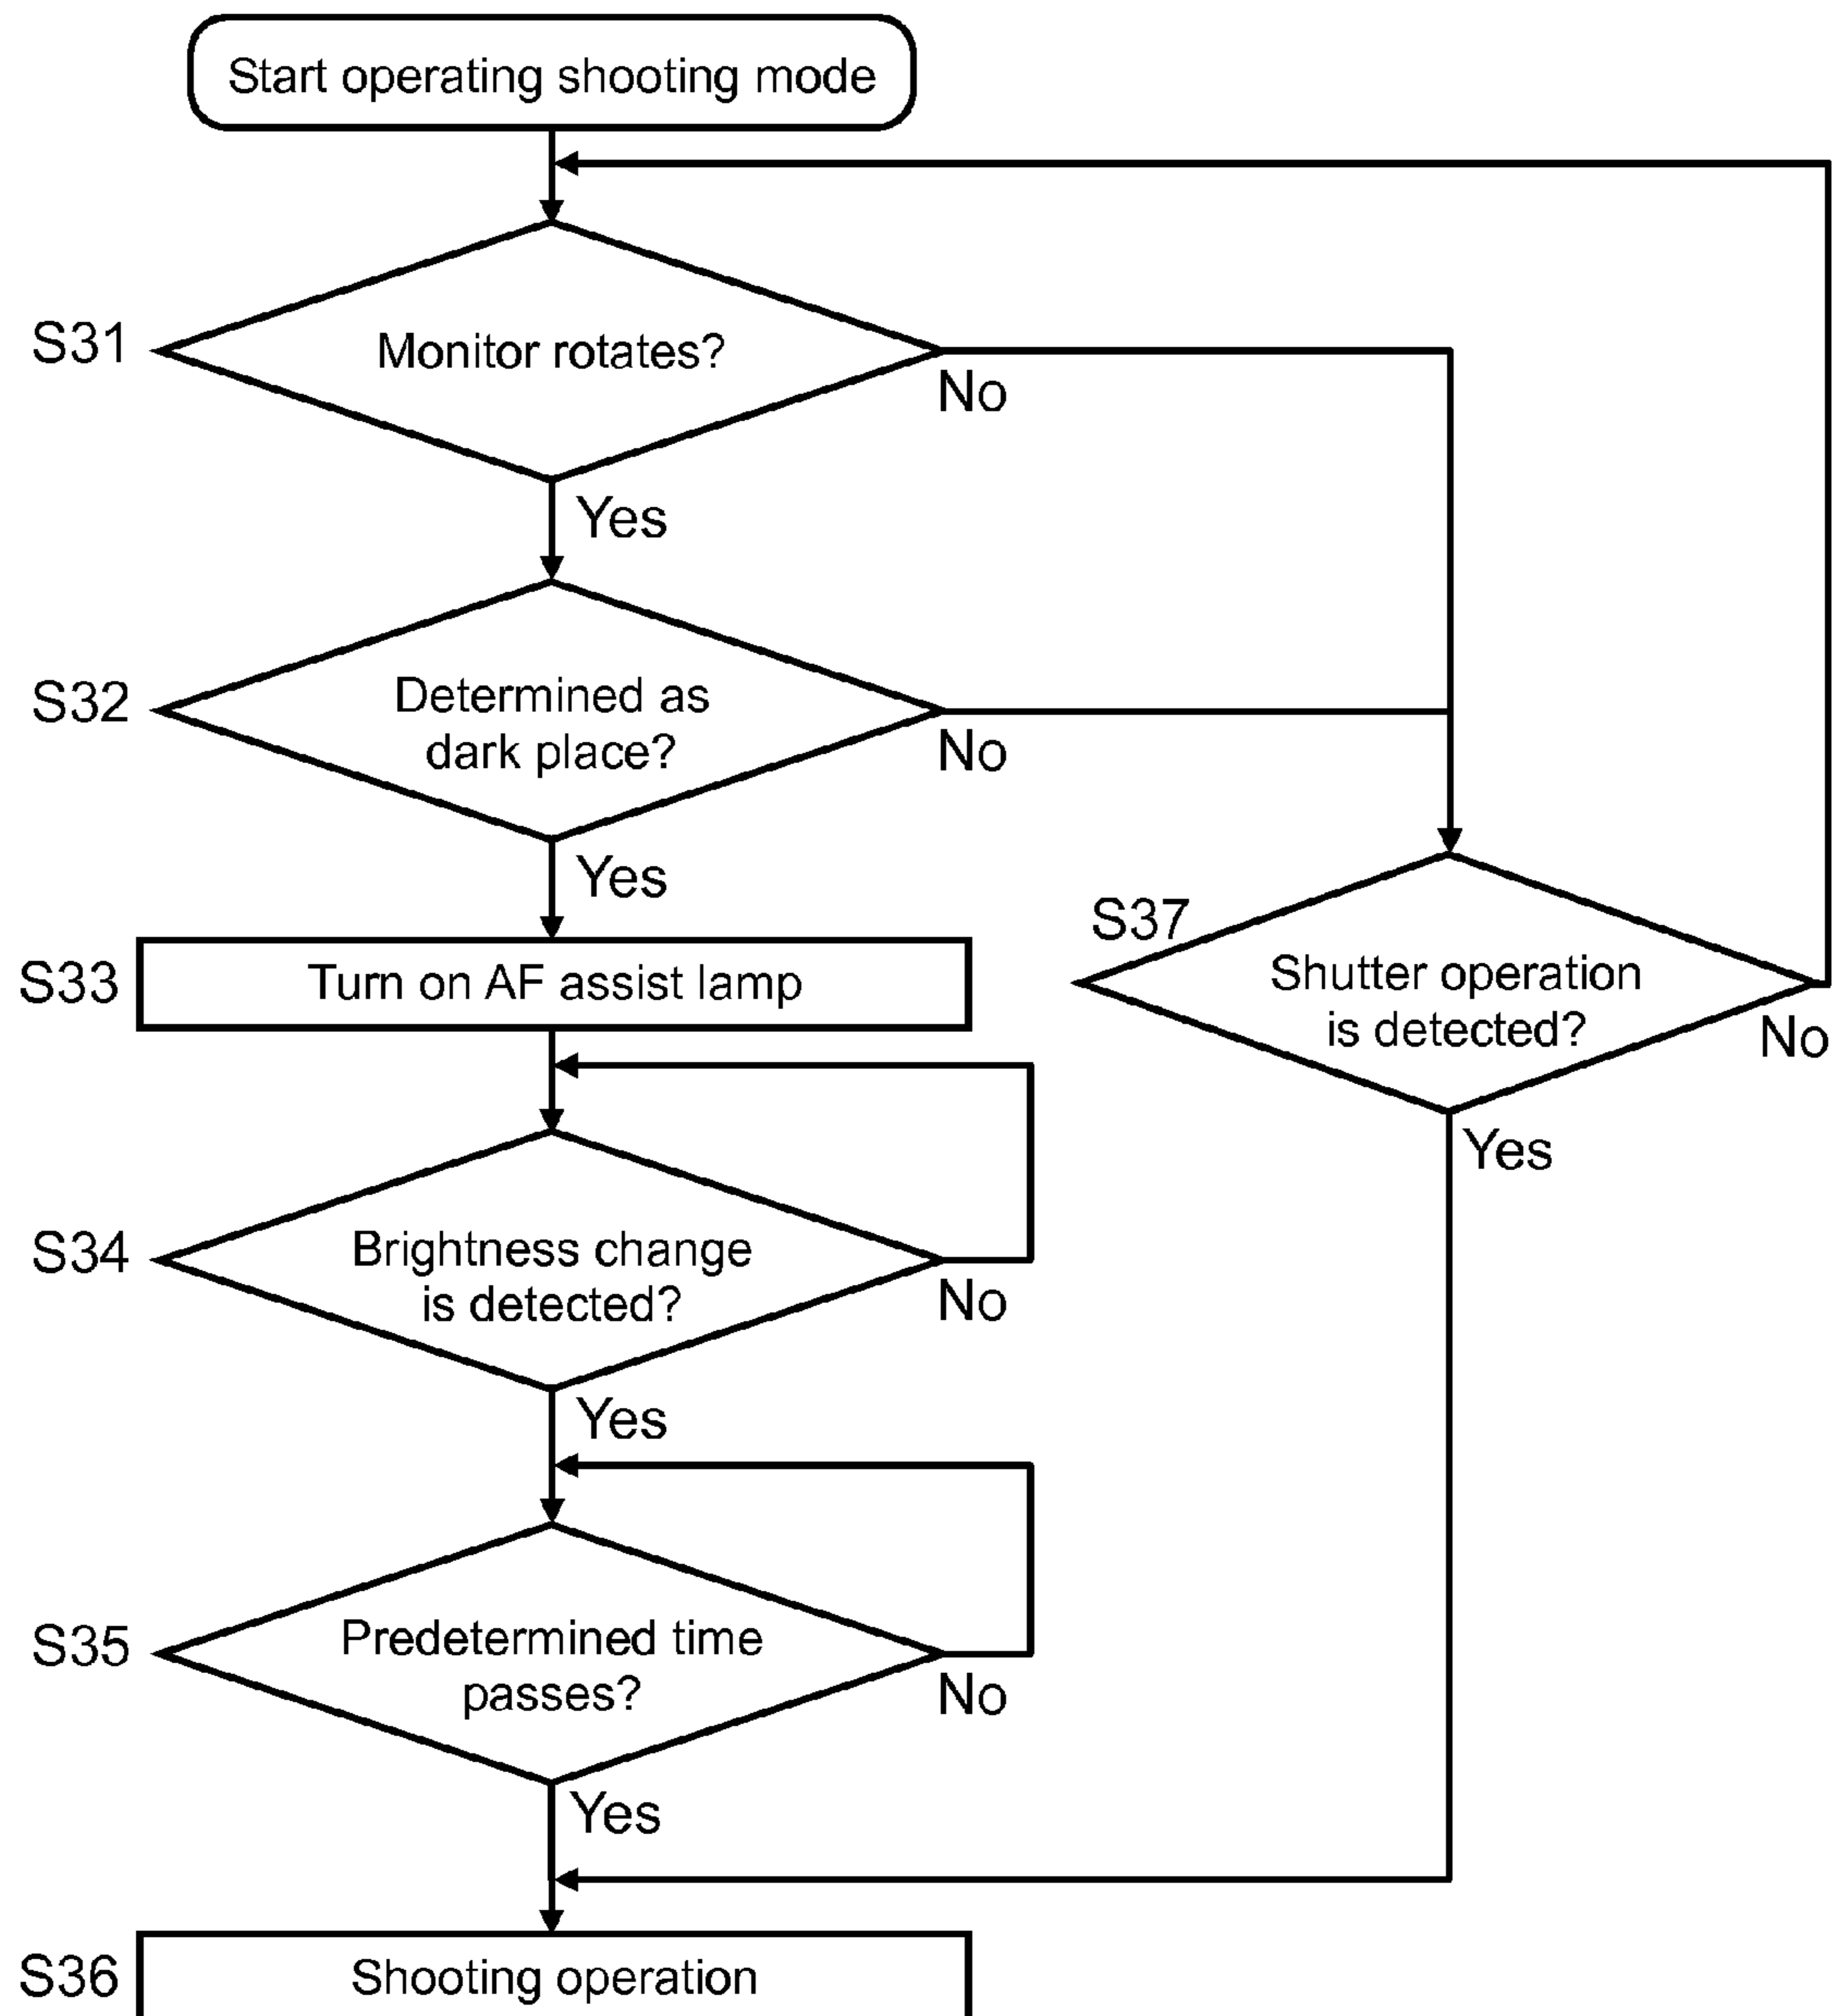 Start operating shooting mode
S31
Monitor rotates?
No
Yes
S32
Determined as
dark place?
No
Yes
S33
Turn on AF assist lamp
S37
Shutter operation
is detected?
No
Yes
S34
Brightness change
is detected?
No
Yes
S35
Predetermined time
passes?
No
Yes
S36
Shooting operation